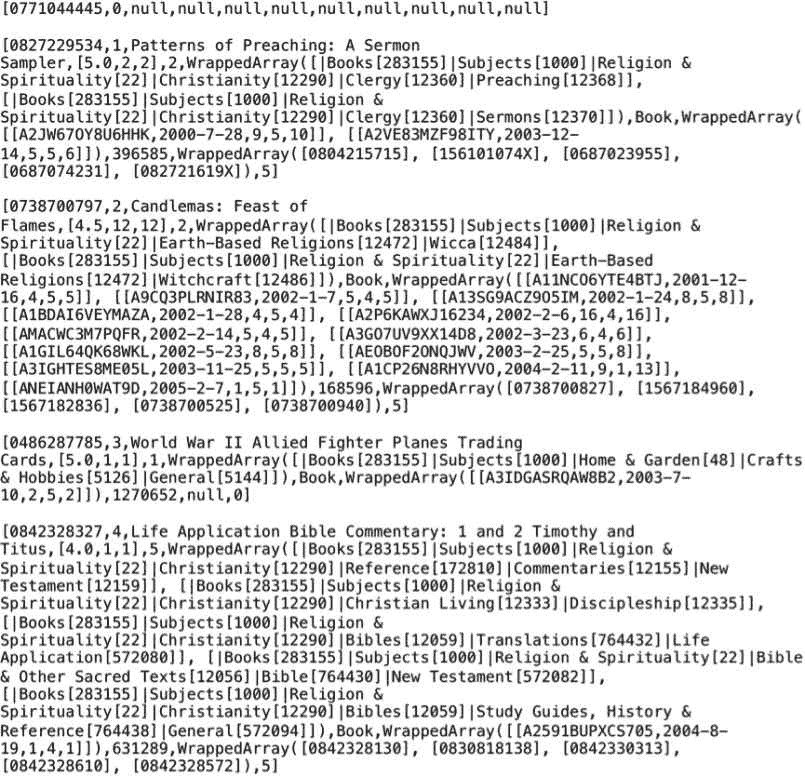 [0771044445,0,null,null,null,null,null,null,null,null]
[0827229534,1,Patterns of Preaching: A Sermon
Sampler,[5.0,2,2],2,WrappedArray([|Books[283155]|Subjects[1000]|Religion &
Spirituality[22]|Christianity[12290]|Clergy[12360]|Preaching[12368]],
[|Books[283155]|Subjects[1000]|Religion &
Spirituality[22]|Christianity[12290]|Clergy[12360]|Sermons[12370]]),Book,WrappedArray(
[[A2JW67OY8U6HHK,2000-7-28,9,5,10]], [[A2VE83MZF98ITY,2003-12-
14,5,5,6]]),396585,WrappedArray([0804215715], [156101074X], [0687023955],
[0687074231], [082721619X]),5]
[0738700797,2,Candlemas: Feast of
Flames,[4.5,12,12],2,WrappedArray([|Books[283155]|Subjects[1000]|Religion &
Spirituality[22]|Earth-Based Religions[12472]|Wicca[12484]],
[|Books[283155]|Subjects[1000]|Religion & Spirituality[22]|Earth-Based
Religions[12472]|Witchcraft[12486]]),Book,WrappedArray([[A11NCO6YTE4BTJ,2001-12-
16,4,5,5]], [[A9CQ3PLRNIR83,2002-1-7,5,4,5]], [[A13SG9ACZ9O5IM,2002-1-24,8,5,8]],
[[A1BDAI6VEYMAZA,2002-1-28,4,5,4]], [[A2P6KAWXJ16234,2002-2-6,16,4,16]],
[[AMACWC3M7PQFR,2002-2-14,5,4,5]], [[A3GO7UV9XX14D8,2002-3-23,6,4,6]],
[[A1GIL64QK68WKL,2002-5-23,8,5,8]], [[AEOBOF2ONQJWV,2003-2-25,5,5,8]],
[[A3IGHTES8ME05L,2003-11-25,5,5,5]], [[A1CP26N8RHYVVO,2004-2-11,9,1,13]],
[[ANEIANH0WAT9D,2005-2-7,1,5,1]]),168596,WrappedArray([0738700827], [1567184960],
[1567182836], [0738700525], [0738700940]),5]
[0486287785,3,World War II Allied Fighter Planes Trading
Cards,[5.0,1,1],1,WrappedArray([|Books[283155]|Subjects[1000]|Home & Garden[48]|Crafts
& Hobbies[5126]|General[5144]]),Book,WrappedArray([[A3IDGASRQAW8B2,2003-7-
10,2,5,2]]),1270652,null,0]
[0842328327,4,Life Application Bible Commentary: 1 and 2 Timothy and
Titus,[4.0,1,1],5,WrappedArray([|Books[283155]|Subjects[1000]|Religion &
Spirituality[22]|Christianity[12290]|Reference[172810]|Commentaries[12155]|New
Testament[12159]], [|Books[283155]|Subjects[1000]|Religion &
Spirituality[22]|Christianity[12290]|Christian Living[12333]|Discipleship[12335]],
[|Books[283155]|Subjects[1000]|Religion &
Spirituality[22]|Christianity[12290]|Bibles[12059]|Translations[764432]|Life
Application[572080]], [|Books[283155]|Subjects[1000]|Religion & Spirituality[22]|Bible
& Other Sacred Texts[12056]|Bible[764430]|New Testament[572082]],
[|Books[283155]|Subjects[1000]|Religion &
Spirituality[22]|Christianity[12290]|Bibles[12059]|Study Guides, History &
Reference[764438]|General[572094]]),Book,WrappedArray([[A2591BUPXCS705,2004-8-
19,1,4,1]]),631289,WrappedArray([0842328130], [0830818138], [0842330313],
[0842328610], [0842328572]),5]